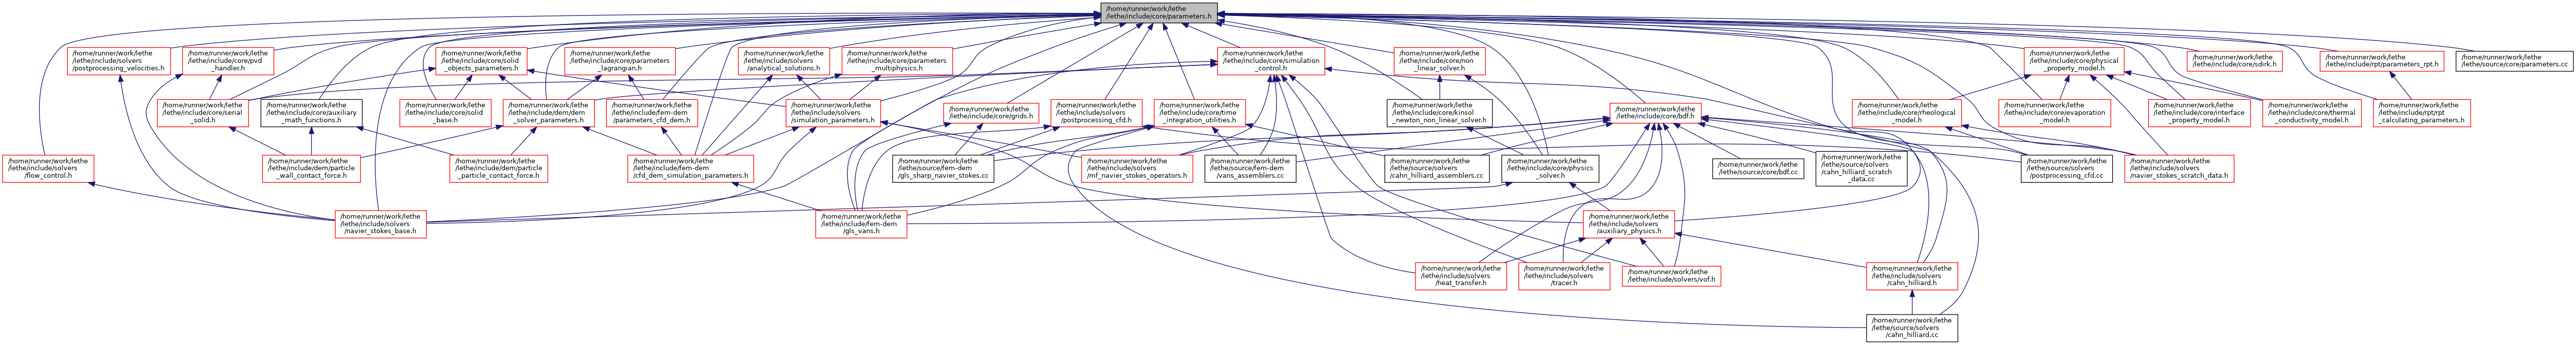 /home/runner/work/lethe
/lethe/include/core/parameters.h
/home/runner/work/lethe
/lethe/include/solvers
/postprocessing_velocities.h
/home/runner/work/lethe
/lethe/include/core/pvd
_handler.h
/home/runner/work/lethe
/lethe/include/core/solid
_objects_parameters.h
/home/runner/work/lethe
/lethe/include/core/parameters
_lagrangian.h
/home/runner/work/lethe
/lethe/include/solvers
/analytical_solutions.h
/home/runner/work/lethe
/lethe/include/core/parameters
_multiphysics.h
/home/runner/work/lethe
/lethe/include/core/simulation
_control.h
/home/runner/work/lethe
/lethe/include/core/non
_linear_solver.h
/home/runner/work/lethe
/lethe/include/core/physical
_property_model.h
/home/runner/work/lethe
/lethe/include/core/sdirk.h
/home/runner/work/lethe
/lethe/include/rpt/parameters_rpt.h
/home/runner/work/lethe
/lethe/source/core/parameters.cc
/home/runner/work/lethe
/lethe/include/core/serial
_solid.h
/home/runner/work/lethe
/lethe/include/core/auxiliary
_math_functions.h
/home/runner/work/lethe
/lethe/include/core/solid
_base.h
/home/runner/work/lethe
/lethe/include/dem/dem
_solver_parameters.h
/home/runner/work/lethe
/lethe/include/fem-dem
/parameters_cfd_dem.h
/home/runner/work/lethe
/lethe/include/solvers
/simulation_parameters.h
/home/runner/work/lethe
/lethe/include/core/grids.h
/home/runner/work/lethe
/lethe/include/solvers
/postprocessing_cfd.h
/home/runner/work/lethe
/lethe/include/core/time
_integration_utilities.h
/home/runner/work/lethe
/lethe/include/core/kinsol
_newton_non_linear_solver.h
/home/runner/work/lethe
/lethe/include/core/bdf.h
/home/runner/work/lethe
/lethe/include/core/rheological
_model.h
/home/runner/work/lethe
/lethe/include/core/evaporation
_model.h
/home/runner/work/lethe
/lethe/include/core/interface
_property_model.h
/home/runner/work/lethe
/lethe/include/core/thermal
_conductivity_model.h
/home/runner/work/lethe
/lethe/include/rpt/rpt
_calculating_parameters.h
/home/runner/work/lethe
/lethe/include/solvers
/flow_control.h
/home/runner/work/lethe
/lethe/include/dem/particle
_wall_contact_force.h
/home/runner/work/lethe
/lethe/include/dem/particle
_particle_contact_force.h
/home/runner/work/lethe
/lethe/include/fem-dem
/cfd_dem_simulation_parameters.h
/home/runner/work/lethe
/lethe/source/fem-dem
/gls_sharp_navier_stokes.cc
/home/runner/work/lethe
/lethe/include/solvers
/mf_navier_stokes_operators.h
/home/runner/work/lethe
/lethe/source/fem-dem
/vans_assemblers.cc
/home/runner/work/lethe
/lethe/source/solvers
/cahn_hilliard_assemblers.cc
/home/runner/work/lethe
/lethe/include/core/physics
_solver.h
/home/runner/work/lethe
/lethe/source/core/bdf.cc
/home/runner/work/lethe
/lethe/source/solvers
/cahn_hilliard_scratch
_data.cc
/home/runner/work/lethe
/lethe/source/solvers
/postprocessing_cfd.cc
/home/runner/work/lethe
/lethe/include/solvers
/navier_stokes_scratch_data.h
/home/runner/work/lethe
/lethe/include/solvers
/navier_stokes_base.h
/home/runner/work/lethe
/lethe/include/fem-dem
/gls_vans.h
/home/runner/work/lethe
/lethe/include/solvers
/auxiliary_physics.h
/home/runner/work/lethe
/lethe/include/solvers
/heat_transfer.h
/home/runner/work/lethe
/lethe/include/solvers
/tracer.h
/home/runner/work/lethe
/lethe/include/solvers/vof.h
/home/runner/work/lethe
/lethe/include/solvers
/cahn_hilliard.h
/home/runner/work/lethe
/lethe/source/solvers
/cahn_hilliard.cc